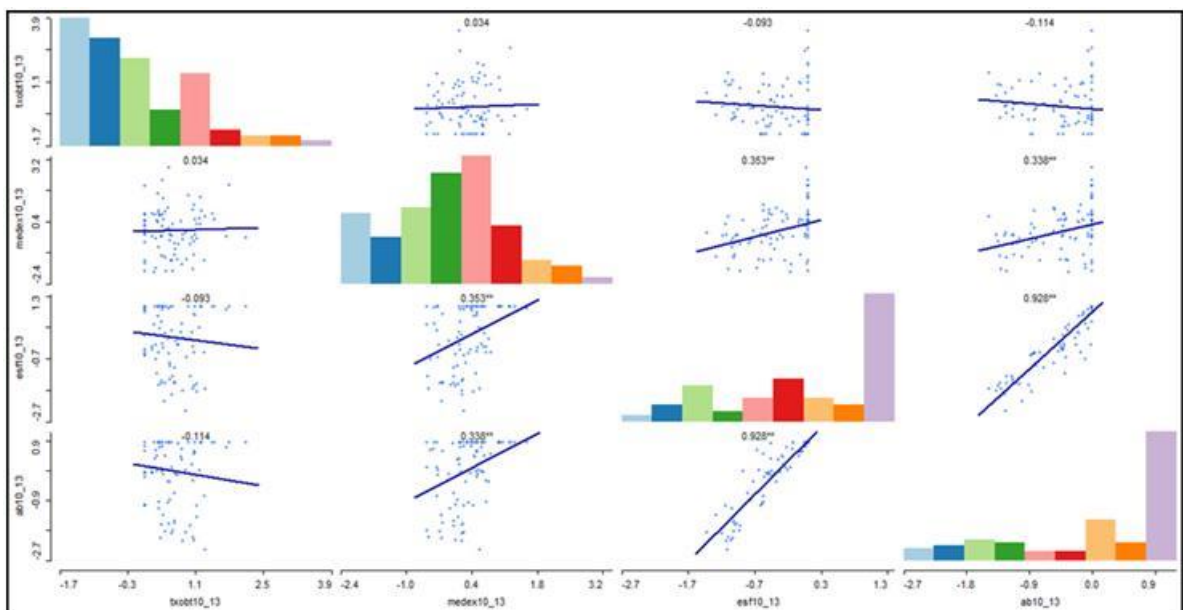 3.9 0.034 -0.093 -0.114
txobt10_13 1.1
-1.7
3.2 0.034 0.353** 0.338**
medex10_13 0.4
-2.4
1.3 -0.093 0.353** 0.928**
esf10_13 -0.7
-2.7
0.9 -0.114 0.338** 0.928**
ab10_13 -0.9
-2.7
-1.7 -0.3 1.1 2.5 3.9 -2.4 -1.0 0.4 1.8 3.2 -2.7 -1.7 -0.7 0.3 1.3 -2.7 -1.8 -0.9 0.0 0.9
txobt10_13 medex10_13 esf10_13 ab10_13